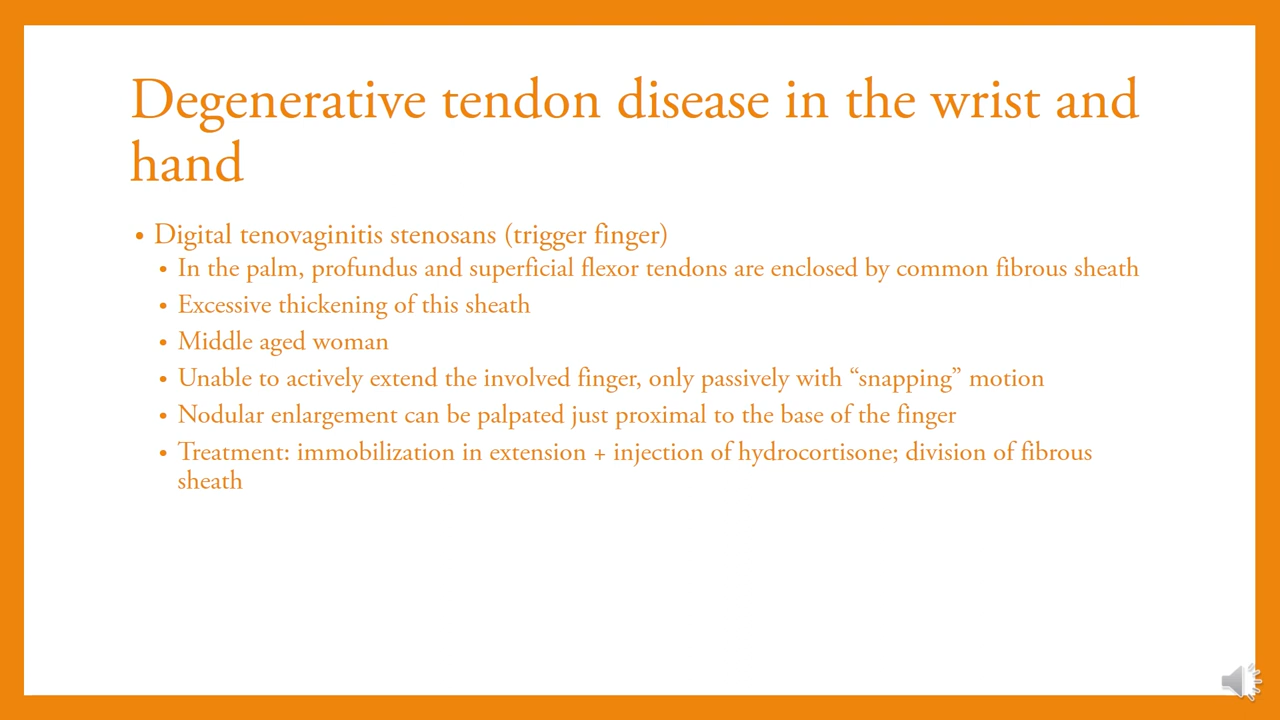 Degenerative tendon disease in the wrist and
hand
• Digital tenovaginitis stenosans (trigger finger)
• In the palm, profundus and superficial flexor tendons are enclosed by common fibrous sheath
• Excessive thickening of this sheath
• Middle aged woman
• Unable to actively extend the involved finger, only passively with “snapping” motion
• Nodular enlargement can be palpated just proximal to the base of the finger
• Treatment: immobilization in extension + injection of hydrocortisone; division of fibrous
sheath